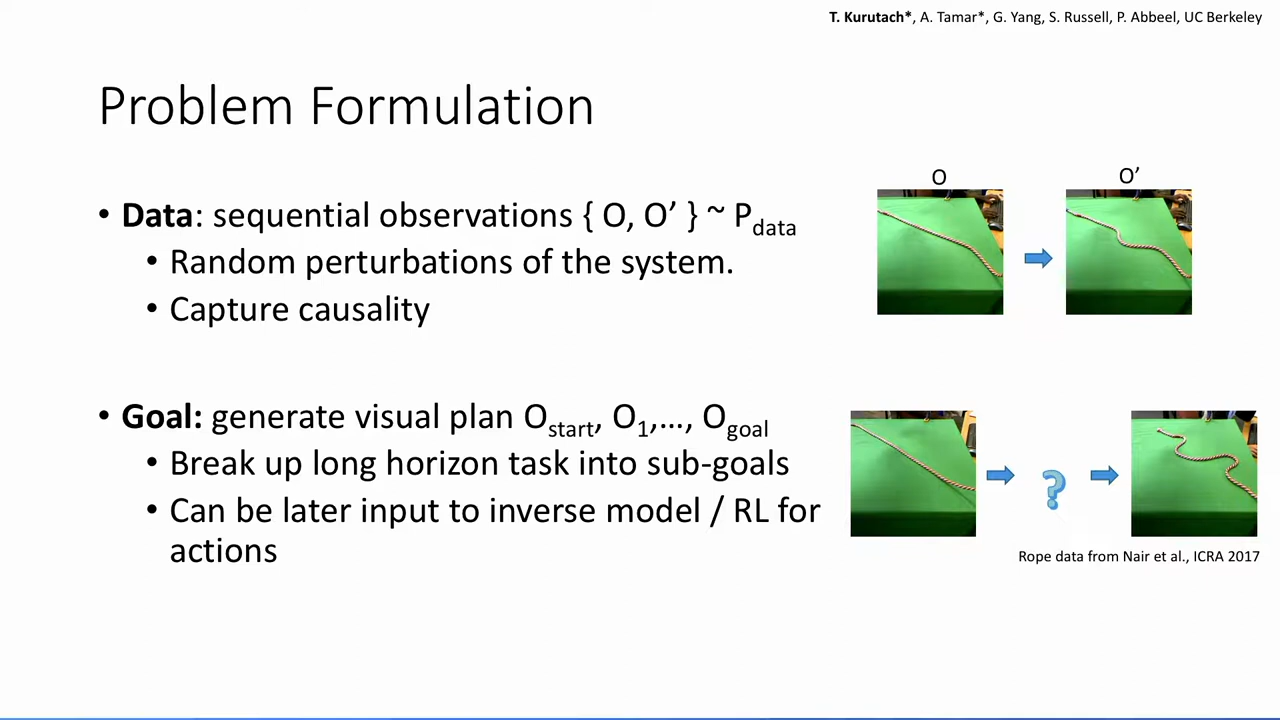 T. Kurutach*, A. Tamar*, G. Yang, S. Russell, P. Abbeel, UC Berkeley
Problem Formulation
• Data: sequential observations { O, O’ } ~ Pdata
• Random perturbations of the system.
• Capture causality
O
O’
• Goal: generate visual plan Ostart, O1,…, Ogoal
• Break up long horizon task into sub-goals
• Can be later input to inverse model / RL for
actions
?
Rope data from Nair et al., ICRA 2017